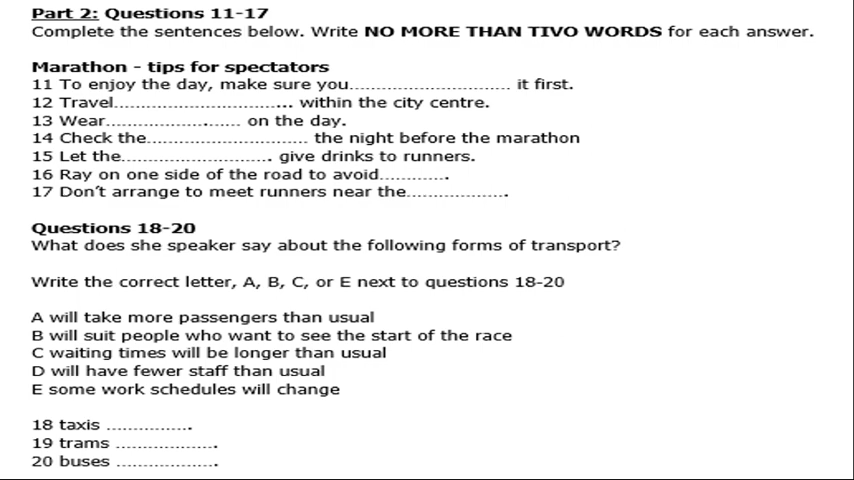 Part 2: Questions 11-17
Complete the sentences below. Write NO MORE THAN TIVO WORDS for each answer.
Marathon - tips for spectators
11 To enjoy the day, make sure you................................ it first.
12 Travel................................... within the city centre.
13 Wear......................... on the day.
14 Check the................................ the night before the marathon
15 Let the.............................. give drinks to runners.
16 Ray on one side of the road to avoid.............
17 Don't arrange to meet runners near the....................
Questions 18-20
What does she speaker say about the following forms of transport?
Write the correct letter, A, B, C, or E next to questions 18-20
A will take more passengers than usual
B will suit people who want to see the start of the race
C waiting times will be longer than usual
D will have fewer staff than usual
E some work schedules will change
18 taxis .................
19 trams ....................
20 buses ....................